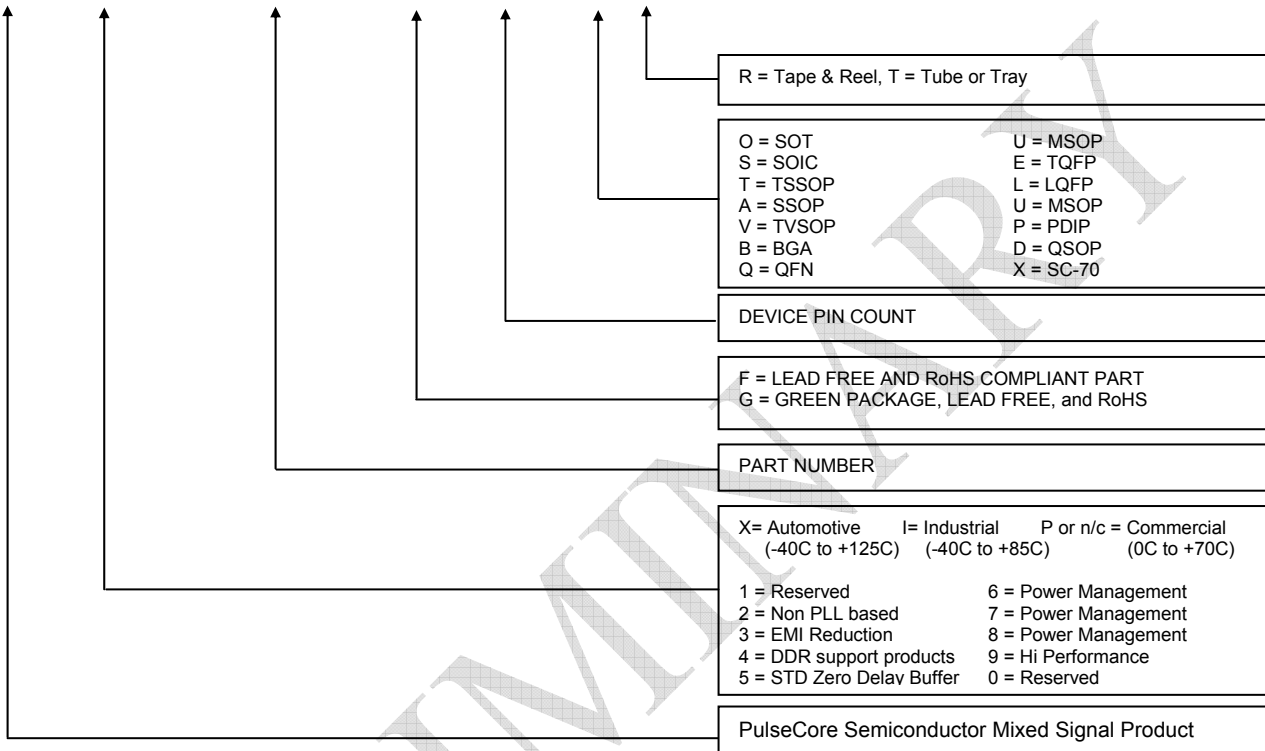 R = Tape & Reel, T = Tube or Tray
O = SOT U = MSOP
S = SOIC E = TQFP
T = TSSOP L = LQFP
A = SSOP U = MSOP
V = TVSOP P = PDIP
B = BGA D = QSOP
Q = QFN X = SC-70
DEVICE PIN COUNT
F = LEAD FREE AND RoHS COMPLIANT PART
G = GREEN PACKAGE, LEAD FREE, and RoHS
PART NUMBER
X= Automotive I= Industrial P or n/c = Commercial
(-40C to +125C) (-40C to +85C) (0C to +70C)
1 = Reserved 6 = Power Management
2 = Non PLL based 7 = Power Management
3 = EMI Reduction 8 = Power Management
4 = DDR support products 9 = Hi Performance
5 = STD Zero Delay Buffer 0 = Reserved
PulseCore Semiconductor Mixed Signal Product
MINARY